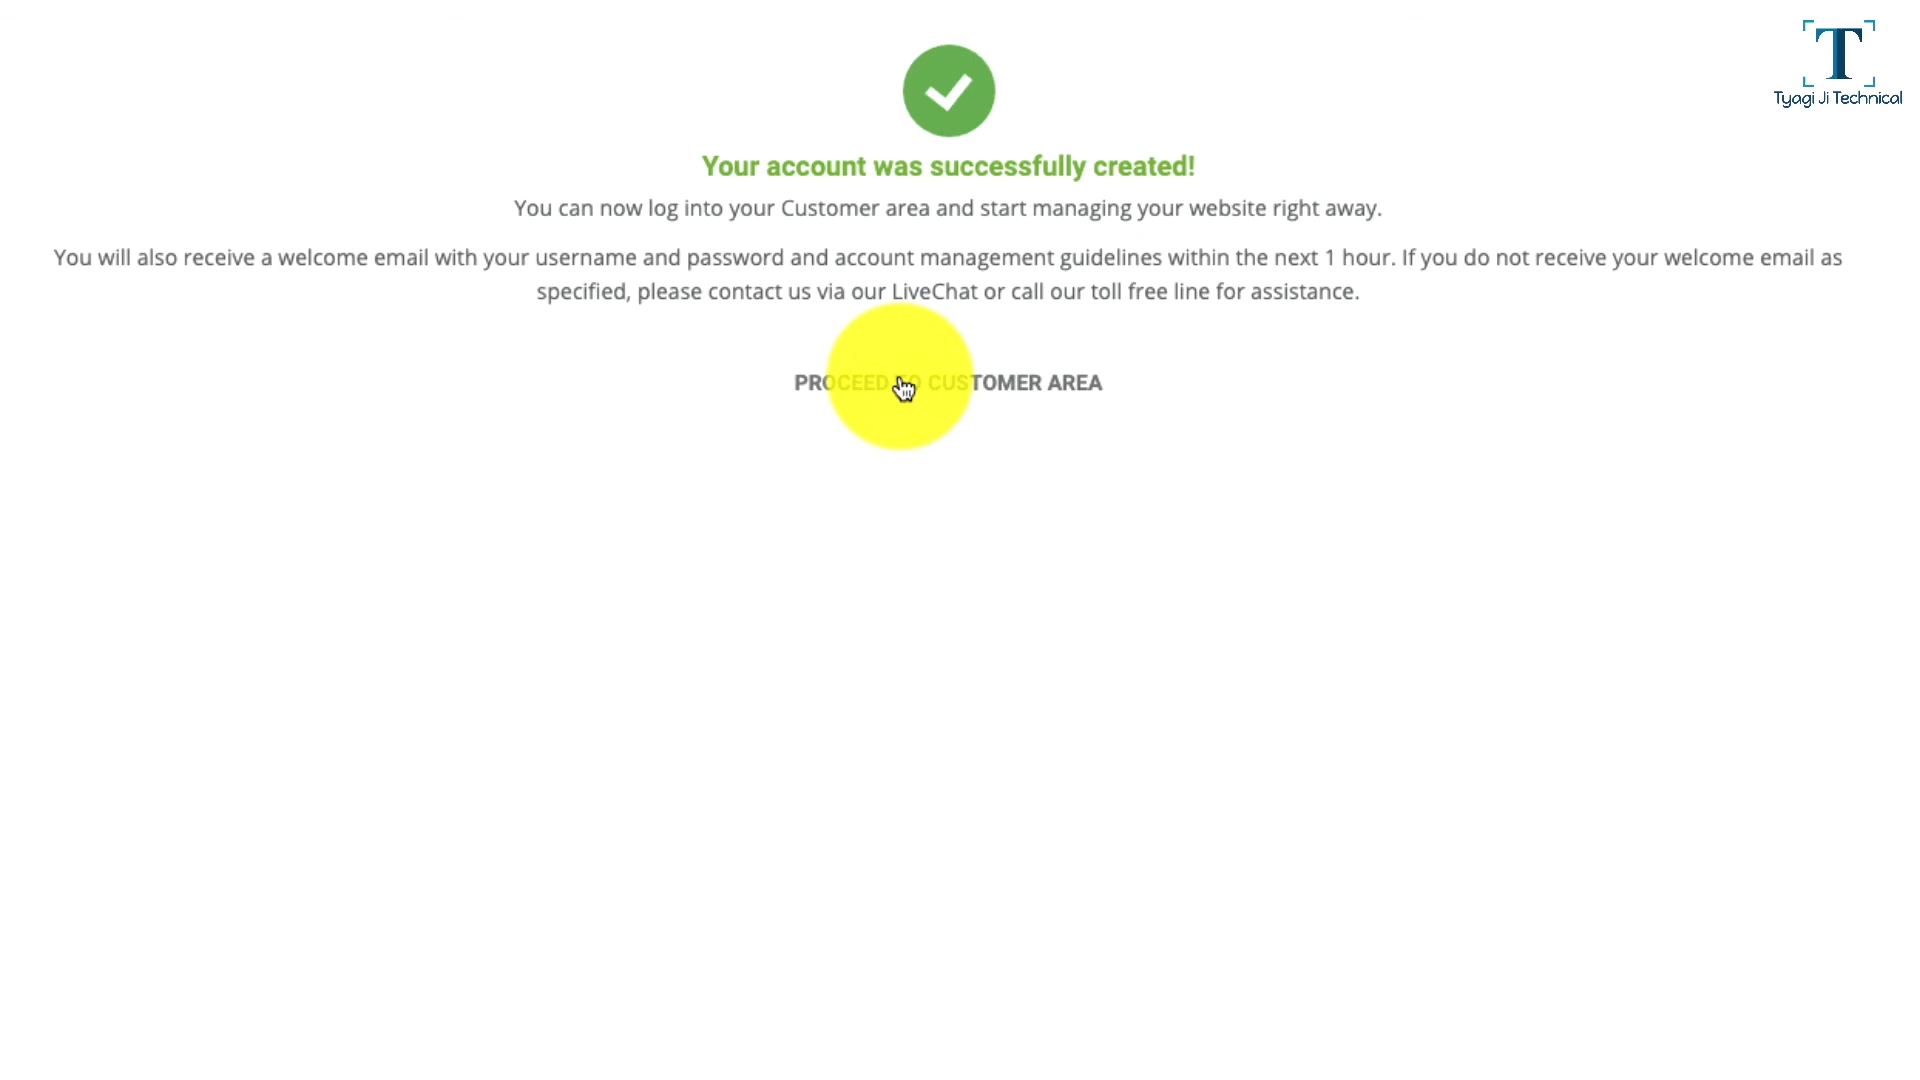 T
Tyagi Ji Technical
Your account was successfully created!
You can now log into your Customer area and start managing your website right away.
You will also receive a welcome email with your username and password and account management guidelines within the next 1 hour. If you do not receive your welcome email as
specified, please contact us via our LiveChat or call our toll free line for assistance.
PROCEED TO CUSTOMER AREA